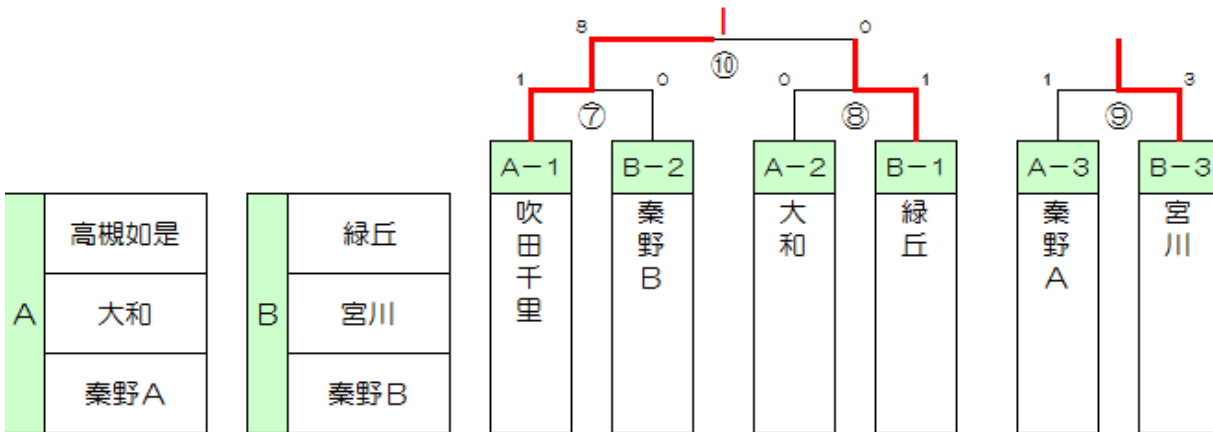 8 0
⑩
1 0 0 1 1 3
⑦ ⑧ ⑨
A-1 B-2 A-2 B-1 A-3 B-3
吹田千里
秦野B
大和
緑丘
秦野A
宮川
A
高槻如是
大和
秦野A
B
緑丘
宮川
秦野B